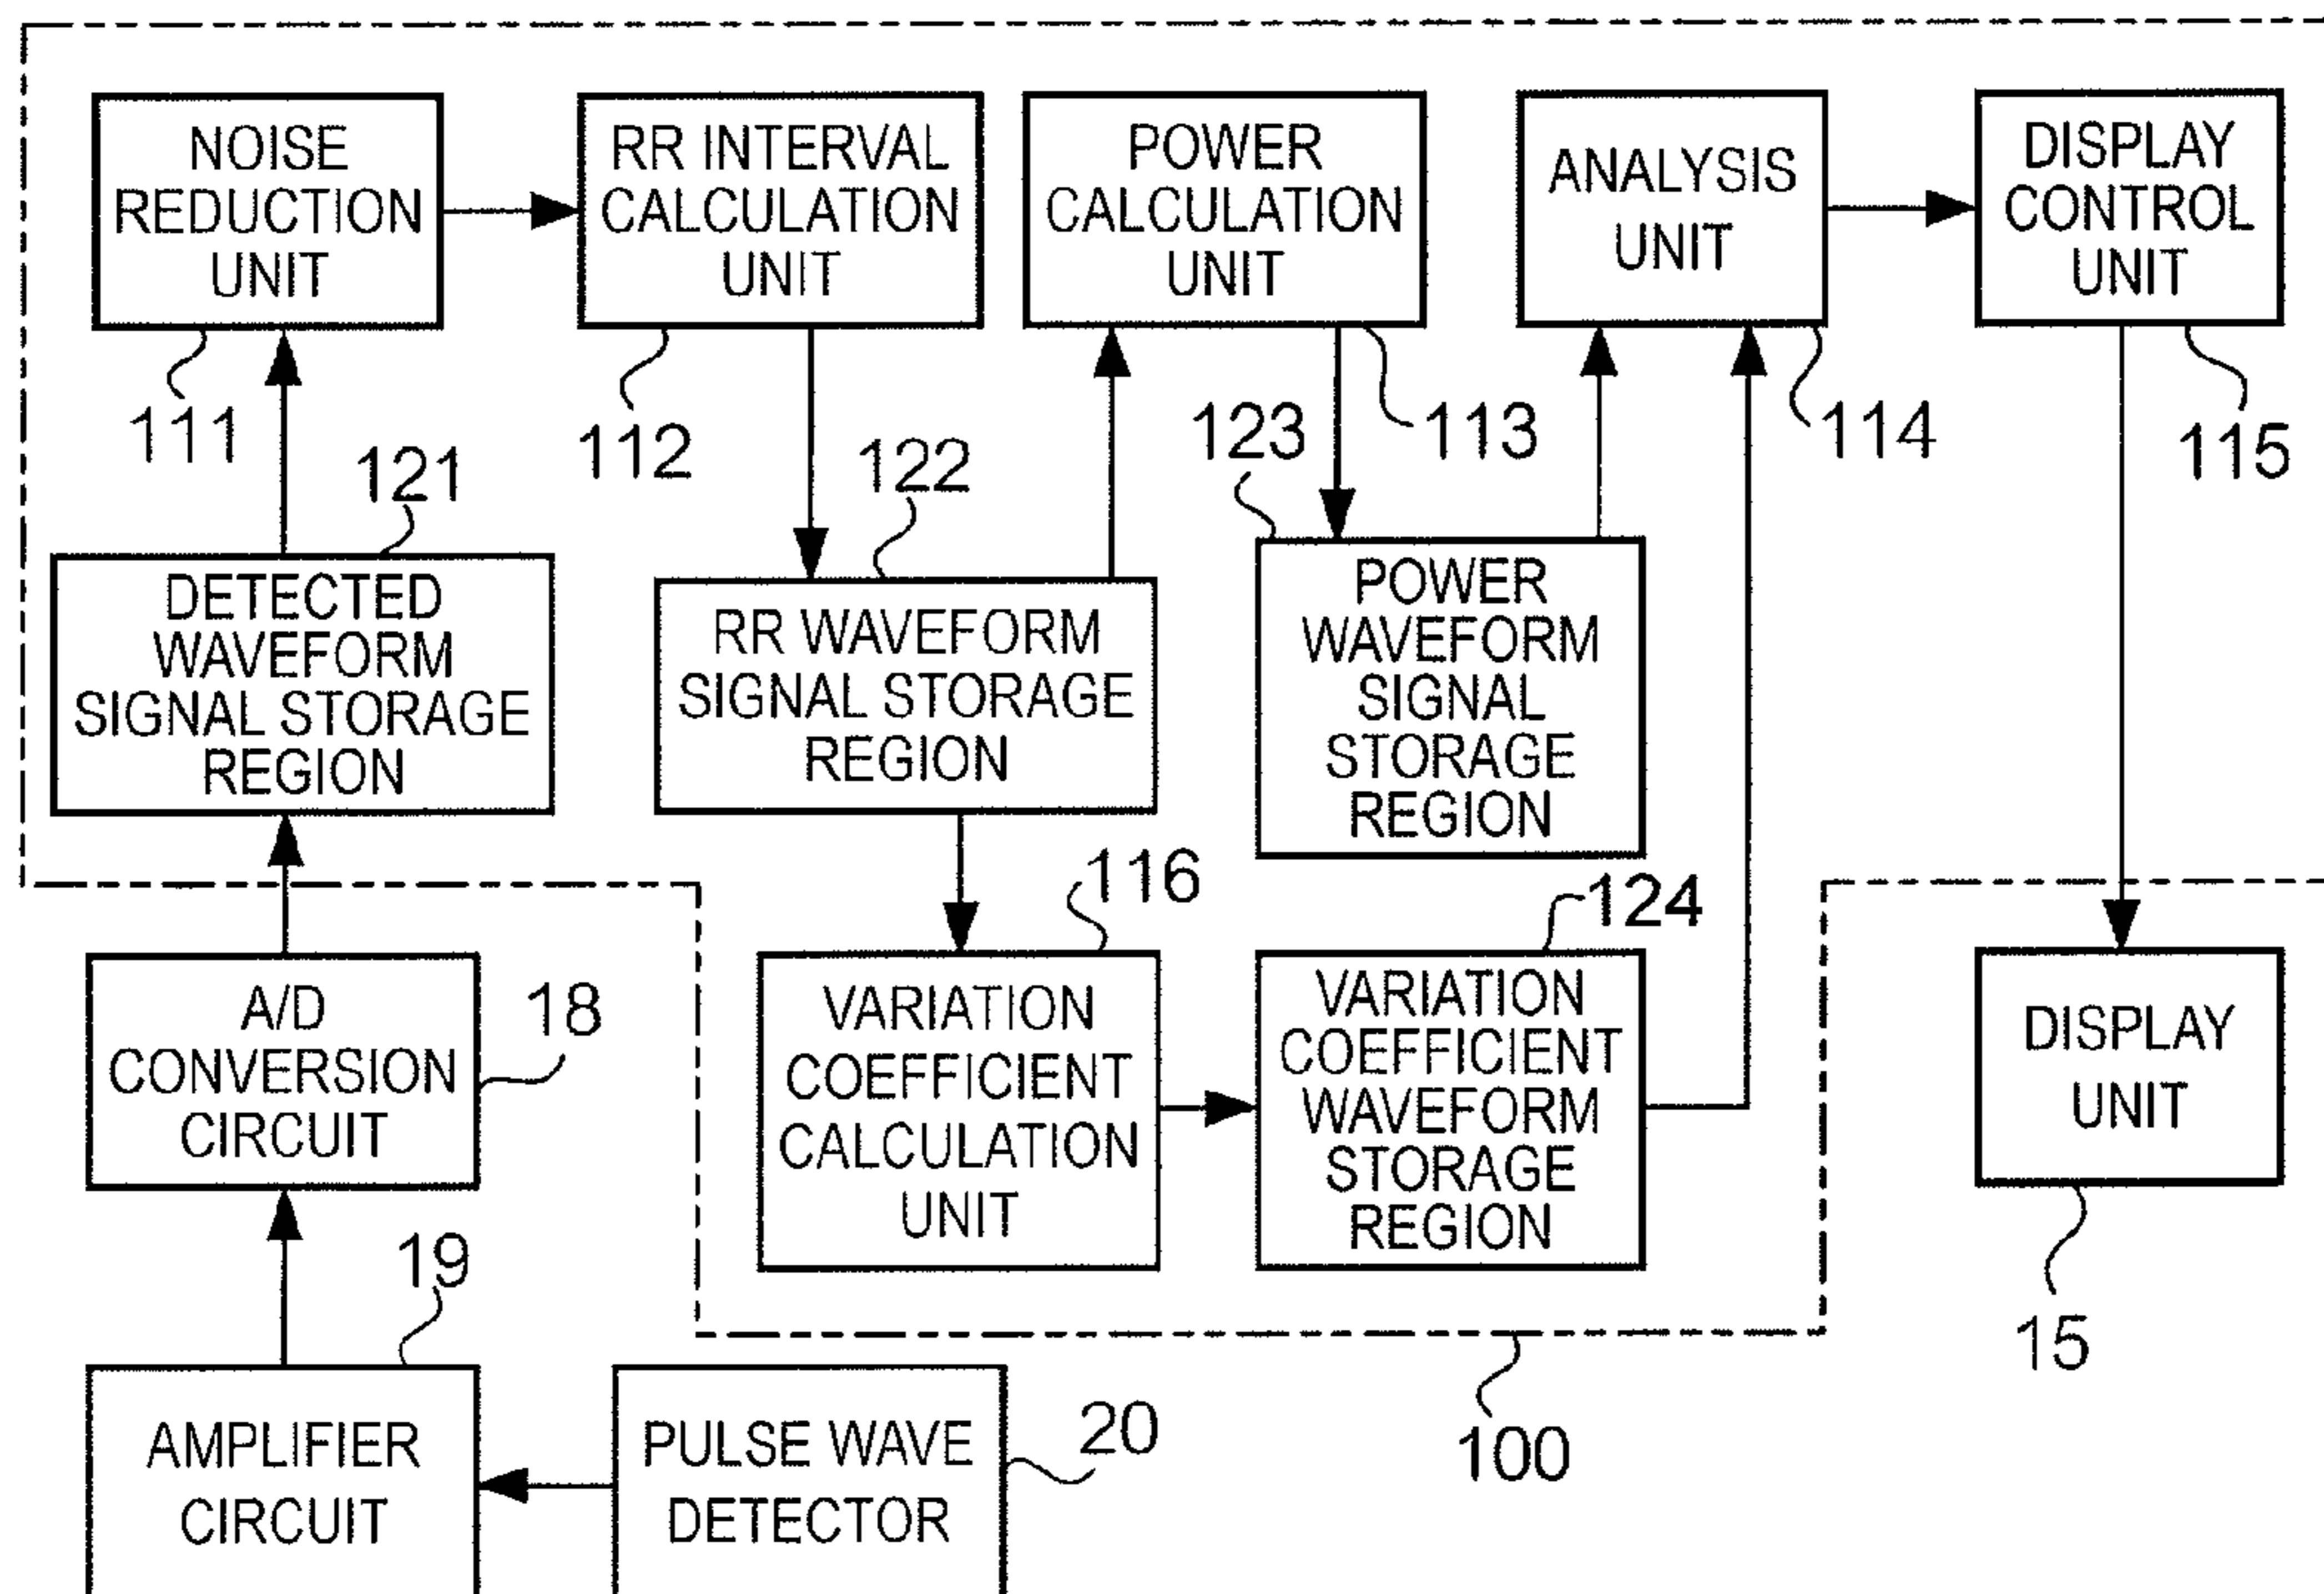 NOISE
REDUCTION
UNIT
RR INTERVAL
CALCULATION
UNIT
POWER
CALCULATION
UNIT
ANALYSIS
UNIT
DISPLAY
CONTROL
UNIT
111
112
113
114
115
121
122
123
DETECTED
WAVEFORM
SIGNAL STORAGE
REGION
RR WAVEFORM
SIGNAL STORAGE
REGION
POWER
WAVEFORM
SIGNAL
STORAGE
REGION
116
124
A/D
CONVERSION
CIRCUIT
18
VARIATION
COEFFICIENT
CALCULATION
UNIT
VARIATION
COEFFICIENT
WAVEFORM
STORAGE
REGION
DISPLAY
UNIT
19
15
AMPLIFIER
CIRCUIT
PULSE WAVE
DETECTOR
20
100